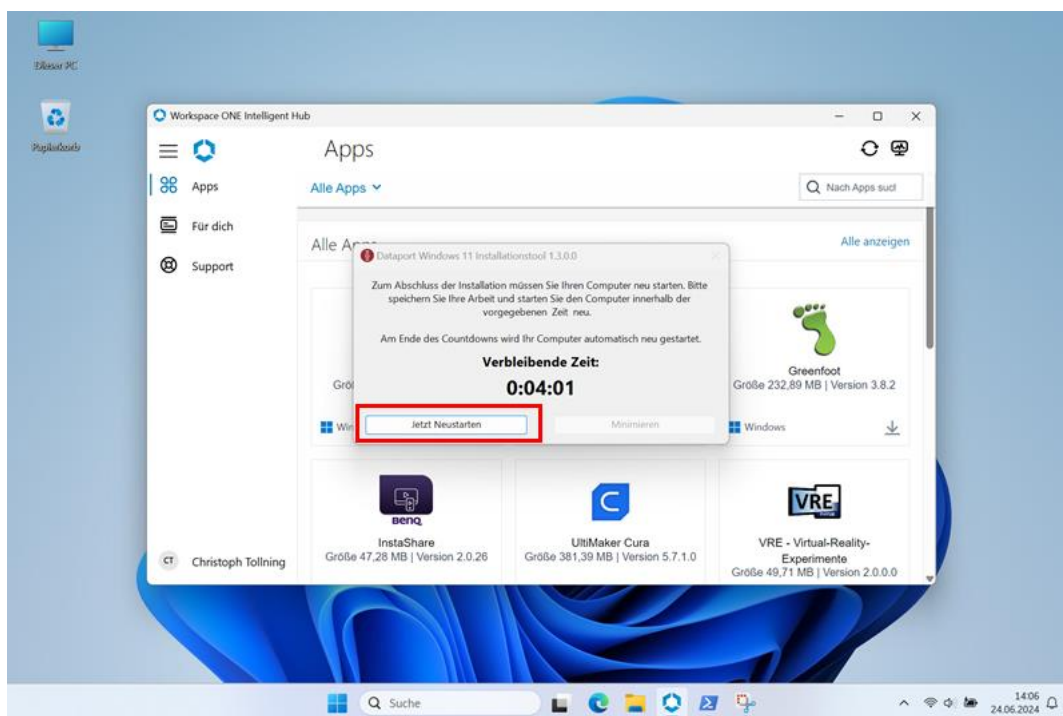 Dieser PC
Papierkorb
Workspace ONE Intelligent Hub
Apps
Apps
Für dich
Support
CT Christoph Tollning
Alle Apps
Nach Apps sucl
Alle
Alle anzeigen
Dataport Windows 11 Installationstool 1.3.0.0
Zum Abschluss der Installation müssen Sie Ihren Computer neu starten. Bitte
speichern Sie Ihre Arbeit und starten Sie den Computer innerhalb der
vorgegebenen Zeit neu.
Am Ende des Countdowns wird Ihr Computer automatisch neu gestartet.
Verbleibende Zeit:
0:04:01
Jetzt Neustarten
Minimieren
Greenfoot
Größe 232,89 MB | Version 3.8.2
Windows
BenQ
InstaShare
Größe 47,28 MB | Version 2.0.26
UltiMaker Cura
Größe 381,39 MB | Version 5.7.1.0
VRE
VRE - Virtual-Reality-
Experimente
Größe 49,71 MB | Version 2.0.0.0
Suche
14:06
24.06.2024